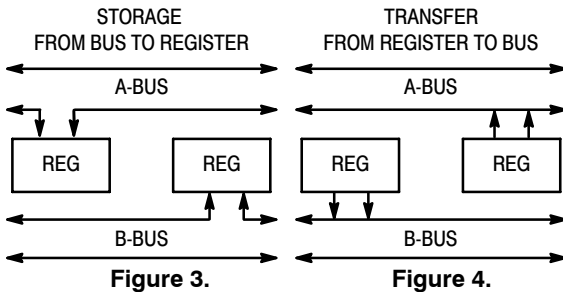 STORAGE
FROM BUS TO REGISTER
A-BUS
REG
REG
B-BUS
Figure 3.
TRANSFER
FROM REGISTER TO BUS
A-BUS
REG
REG
B-BUS
Figure 4.